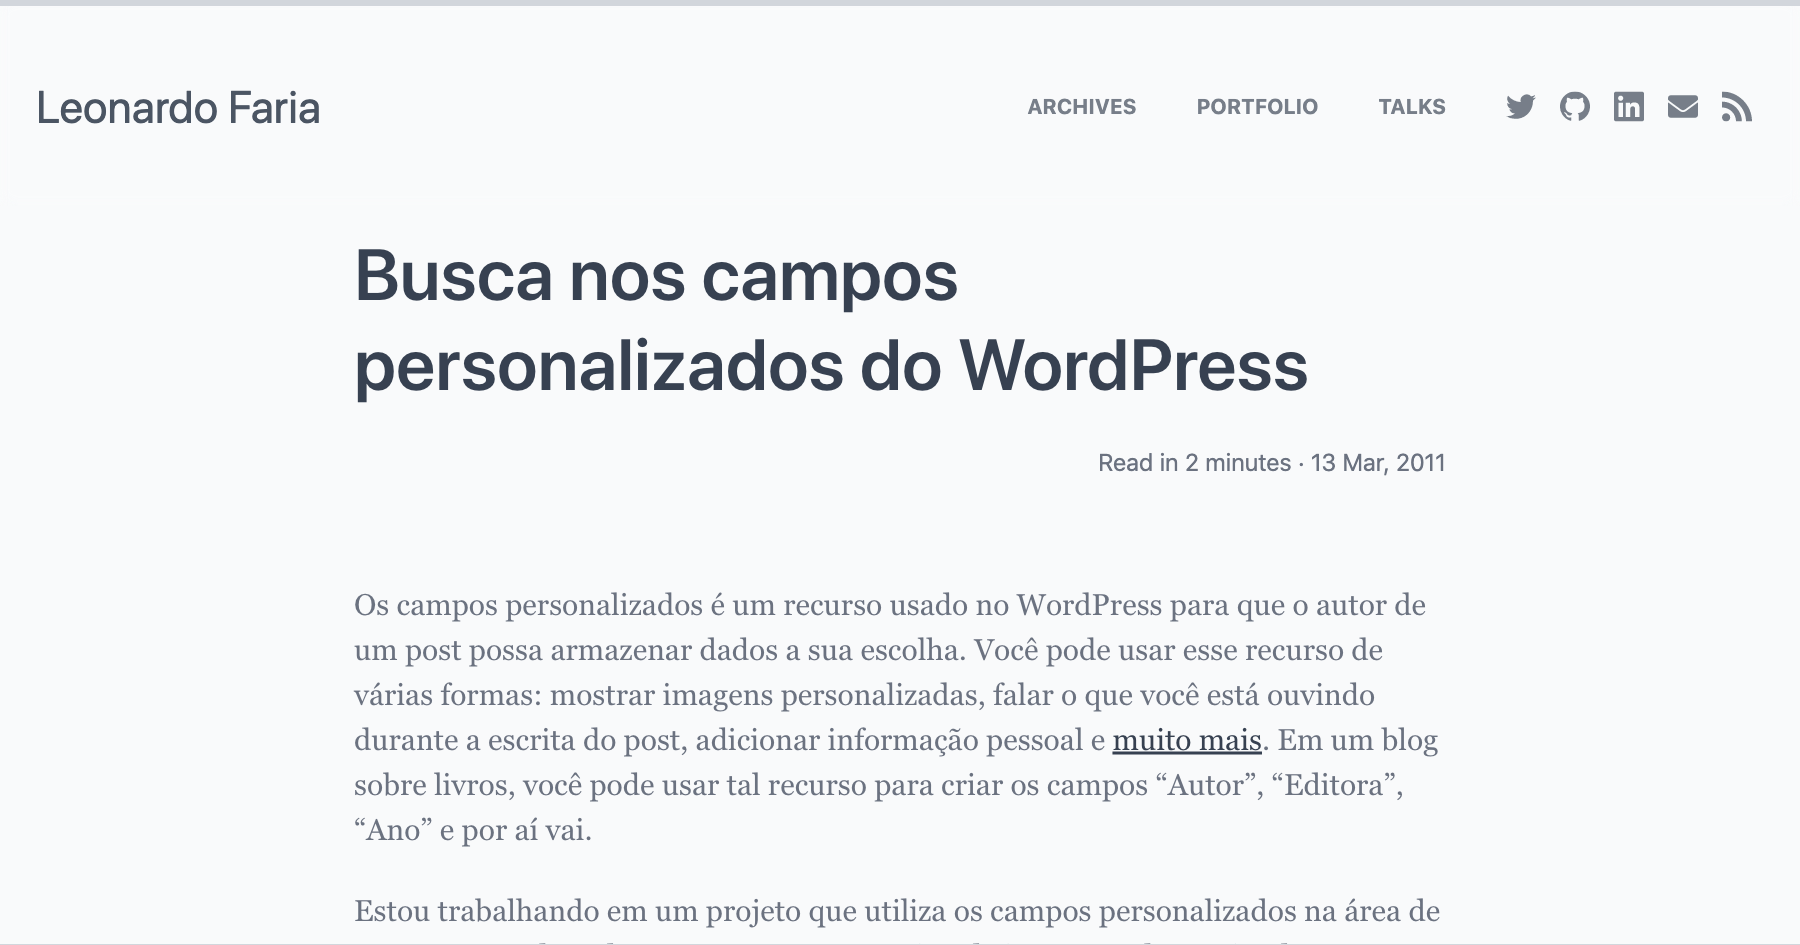 Leonardo Faria
ARCHIVES PORTFOLIO TALKS
Busca nos campos
personalizados do WordPress
Read in 2 minutes · 13 Mar, 2011
Os campos personalizados é um recurso usado no WordPress para que o autor de
um post possa armazenar dados a sua escolha. Você pode usar esse recurso de
várias formas: mostrar imagens personalizadas, falar o que você está ouvindo
durante a escrita do post, adicionar informação pessoal e muito mais. Em um blog
sobre livros, você pode usar tal recurso para criar os campos “Autor”, “Editora”,
“Ano” e por aí vai.
Estou trabalhando em um projeto que utiliza os campos personalizados na área de